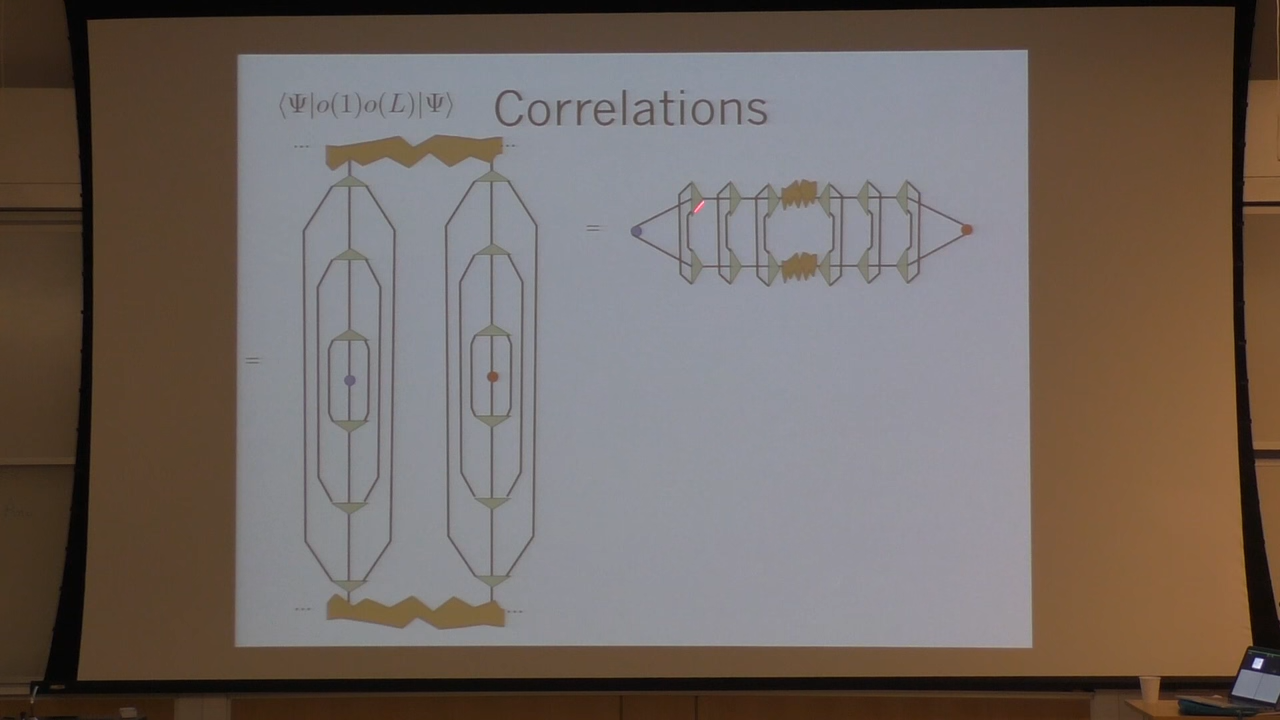 ⟨Ψ|o(1)o(L)|Ψ⟩
Correlations
=
=